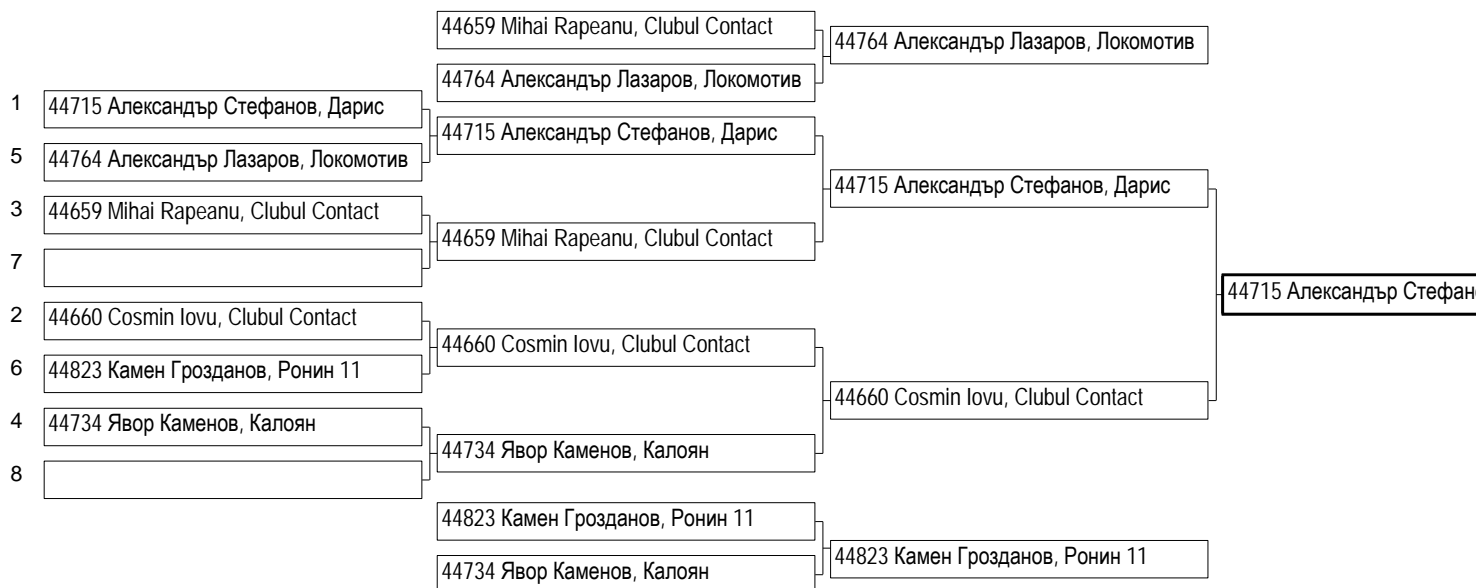 44659 Mihai Rapeanu, Clubul Contact
44764 Александър Лазаров, Локомотив
44764 Александър Лазаров, Локомотив
1 44715 Александър Стефанов, Дарис
44715 Александър Стефанов, Дарис
5 44764 Александър Лазаров, Локомотив
44715 Александър Стефанов, Дарис
3 44659 Mihai Rapeanu, Clubul Contact
44659 Mihai Rapeanu, Clubul Contact
7
44715 Александър Стефан
2 44660 Cosmin Iovu, Clubul Contact
44660 Cosmin Iovu, Clubul Contact
6 44823 Камен Грозданов, Ронин 11
44660 Cosmin Iovu, Clubul Contact
4 44734 Явор Каменов, Калоян
44734 Явор Каменов, Калоян
8
44823 Камен Грозданов, Ронин 11
44823 Камен Грозданов, Ронин 11
44734 Явор Каменов, Калоян